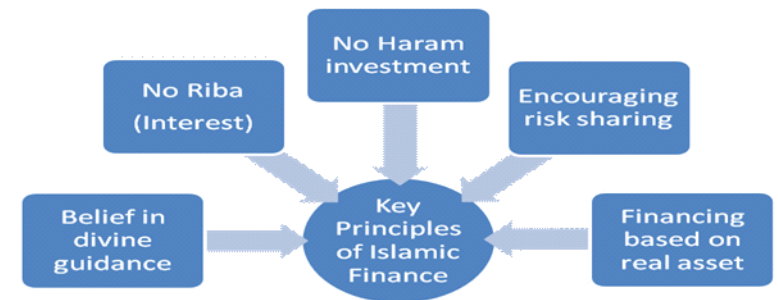 No Haram
investment
No Riba
(Interest)
Encouraging
risk sharing
Belief in
divine
guidance
Key
Principles
of Islamic
Finance
Financing
based on
real asset